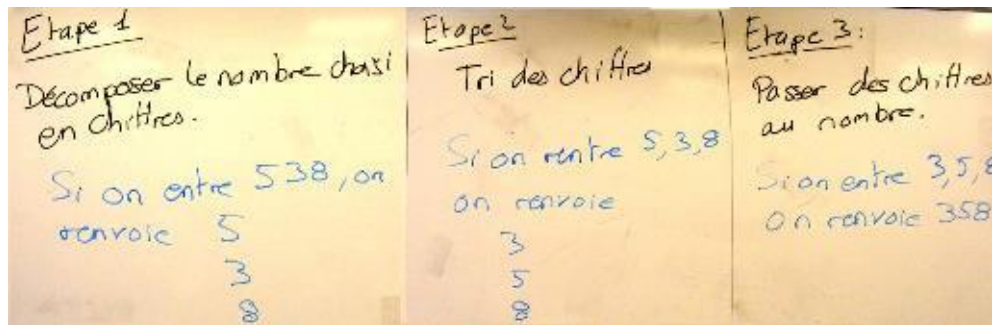 Etape 1
Décomposer le nombre choisi
en chiffres.
Si on entre 538, on
renvoie 5
3
8
Etape 2
Tri des chiffres
Si on rentre 5,3,8
on renvoie
3
5
8
Etape 3:
Passer des chiffres
au nombre.
Si on entre 3,5,8
on renvoie 358